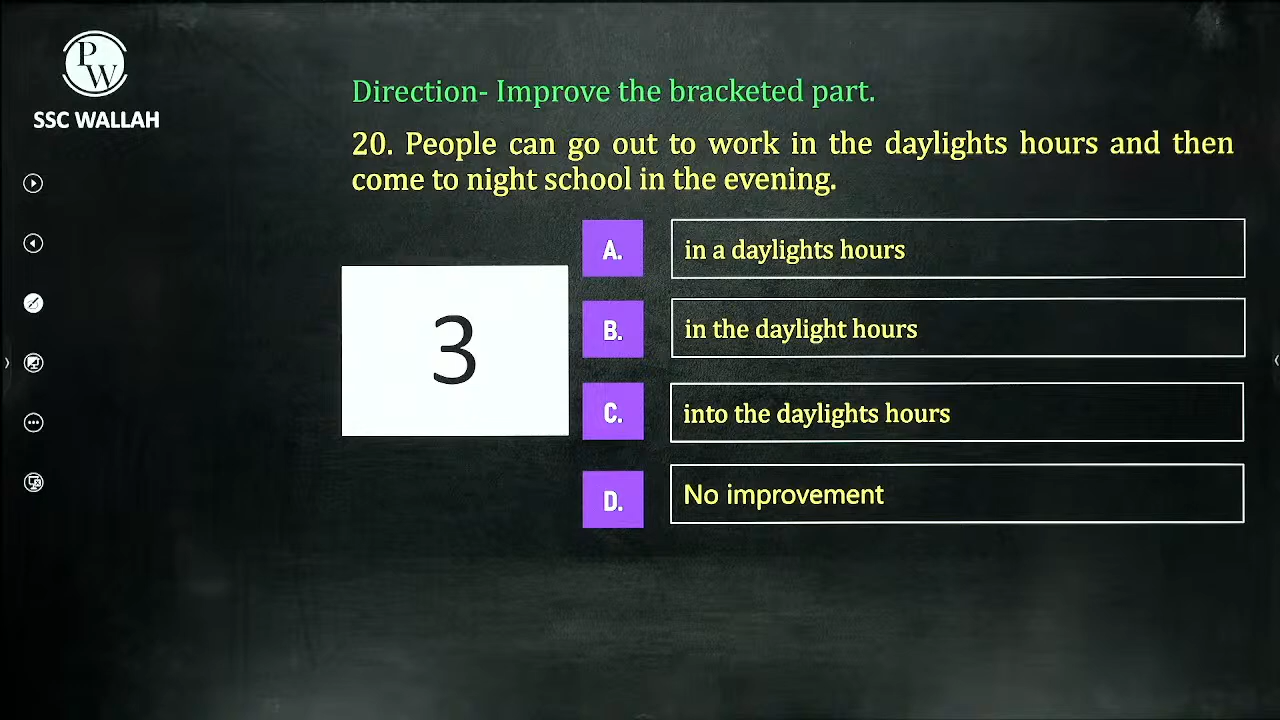 PW
SSC WALLAH
Direction- Improve the bracketed part.
20. People can go out to work in the daylights hours and then
come to night school in the evening.
3
A. in a daylights hours
B. in the daylight hours
C. into the daylights hours
D. No improvement